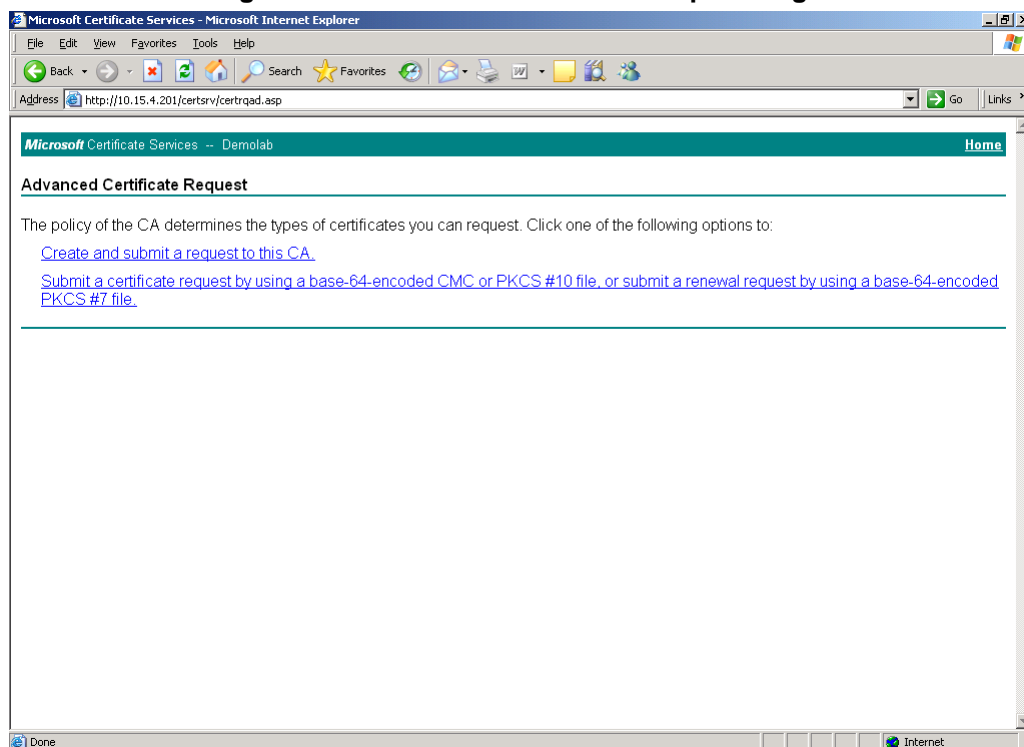 Microsoft Certificate Services - Microsoft Internet Explorer
File Edit View Favorites Tools Help
Back Search Favorites
Address http://10.15.4.201/certsrv/certrqad.asp Go Links
Microsoft Certificate Services -- Demolab Home
Advanced Certificate Request
The policy of the CA determines the types of certificates you can request. Click one of the following options to:
Create and submit a request to this CA.
Submit a certificate request by using a base-64-encoded CMC or PKCS #10 file, or submit a renewal request by using a base-64-encoded
PKCS #7 file.
Done Internet